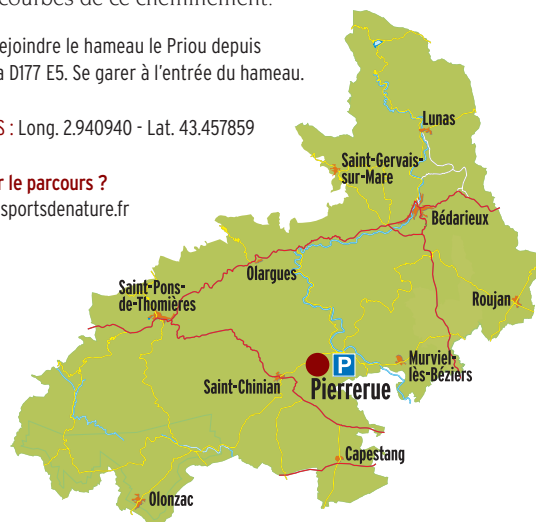 courbes de ce cheminement.
ejoindre le hameau le Priou depuis
a D177 E5. Se garer à l'entrée du hameau.
S : Long. 2.940940 - Lat. 43.457859
r le parcours ?
sportsdenature.fr
Lunas
Saint-Gervais-
sur-Mare
Bédarieux
Olargues
Saint-Pons-
de-Thomières
Roujan
P
Murviel-
lès-Béziers
Saint-Chinian
Pierrerue
Capestang
Olonzac